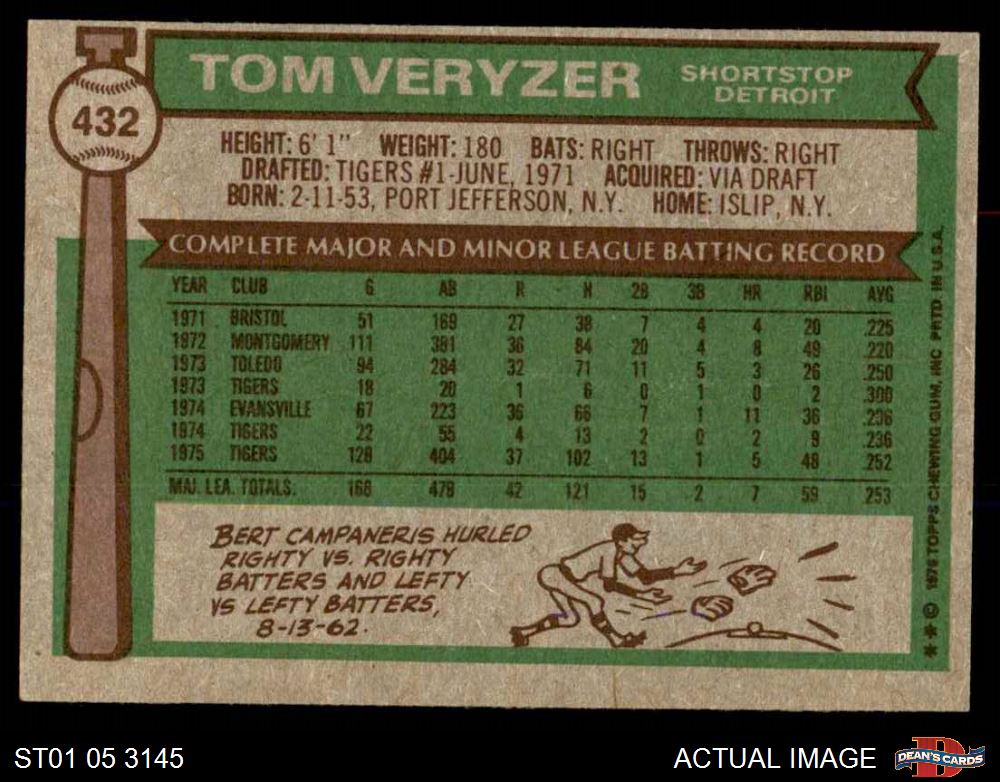 432
TOM VERYZER
SHORTSTOP
DETROIT
HEIGHT: 6' 1" WEIGHT: 180 BATS: RIGHT THROWS: RIGHT
DRAFTED: TIGERS #1-JUNE, 1971 ACQUIRED: VIA DRAFT
BORN: 2-11-53, PORT JEFFERSON, N.Y. HOME: ISLIP, N.Y.
COMPLETE MAJOR AND MINOR LEAGUE BATTING RECORD
YEAR CLUB G AB R H 2B 3B HR RBI AVG
1971 BRISTOL 51 169 27 38 7 4 4 20 .225
1972 MONTGOMERY 111 381 36 84 20 4 8 49 .220
1973 TOLEDO 94 284 32 71 11 5 3 26 .250
1973 TIGERS 18 20 1 6 0 1 0 2 .300
1974 EVANSVILLE 67 223 36 66 7 1 11 36 .296
1974 TIGERS 22 55 4 13 2 0 2 9 .236
1975 TIGERS 128 404 37 102 13 1 5 48 .252
MAJ. LEA. TOTALS. 168 479 42 121 15 2 7 59 .253
BERT CAMPANERIS HURLED
RIGHTY VS. RIGHTY
BATTERS AND LEFTY
VS LEFTY BATTERS,
8-13-62.
** © 1976 TOPPS CHEWING GUM, INC. PRTD. IN U.S.A.
ST01 05 3145
ACTUAL IMAGE
DEAN'S CARDS